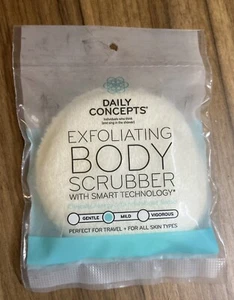 DAILY
CONCEPTS®
EXFOLIATING
BODY
SCRUBBER
WITH SMART TECHNOLOGY*
GENTLE MILD VIGOROUS
PERFECT FOR TRAVEL • FOR ALL SKIN TYPES